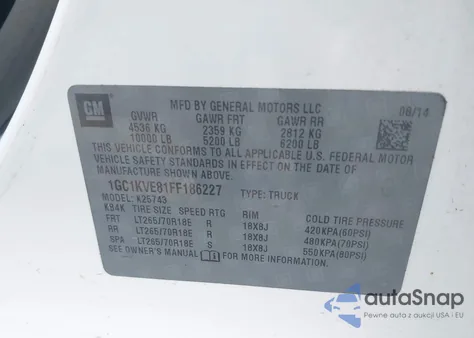 GM
MFD BY GENERAL MOTORS LLC 08/14
GVWR GAWR FRT GAWR RR
4536 KG 2359 KG 2812 KG
10000 LB 5200 LB 6200 LB
THIS VEHICLE CONFORMS TO ALL APPLICABLE U.S. FEDERAL MOTOR
VEHICLE SAFETY STANDARDS IN EFFECT ON THE DATE OF
MANUFACTURE SHOWN ABOVE.
1GC1KVE81FF186227 TYPE: TRUCK
MODEL: K25743
K84K TIRE SIZE SPEED RTG RIM COLD TIRE PRESSURE
FRT LT265/70R18E R 18X8J 420KPA(60PSI)
RR LT265/70R18E R 18X8J 480KPA(70PSI)
SPA LT265/70R18E S 18X8J 550KPA(80PSI)
SEE OWNER'S MANUAL FOR MORE INFORMATION.
autoSnap
Pewne auta z aukcji USA i EU